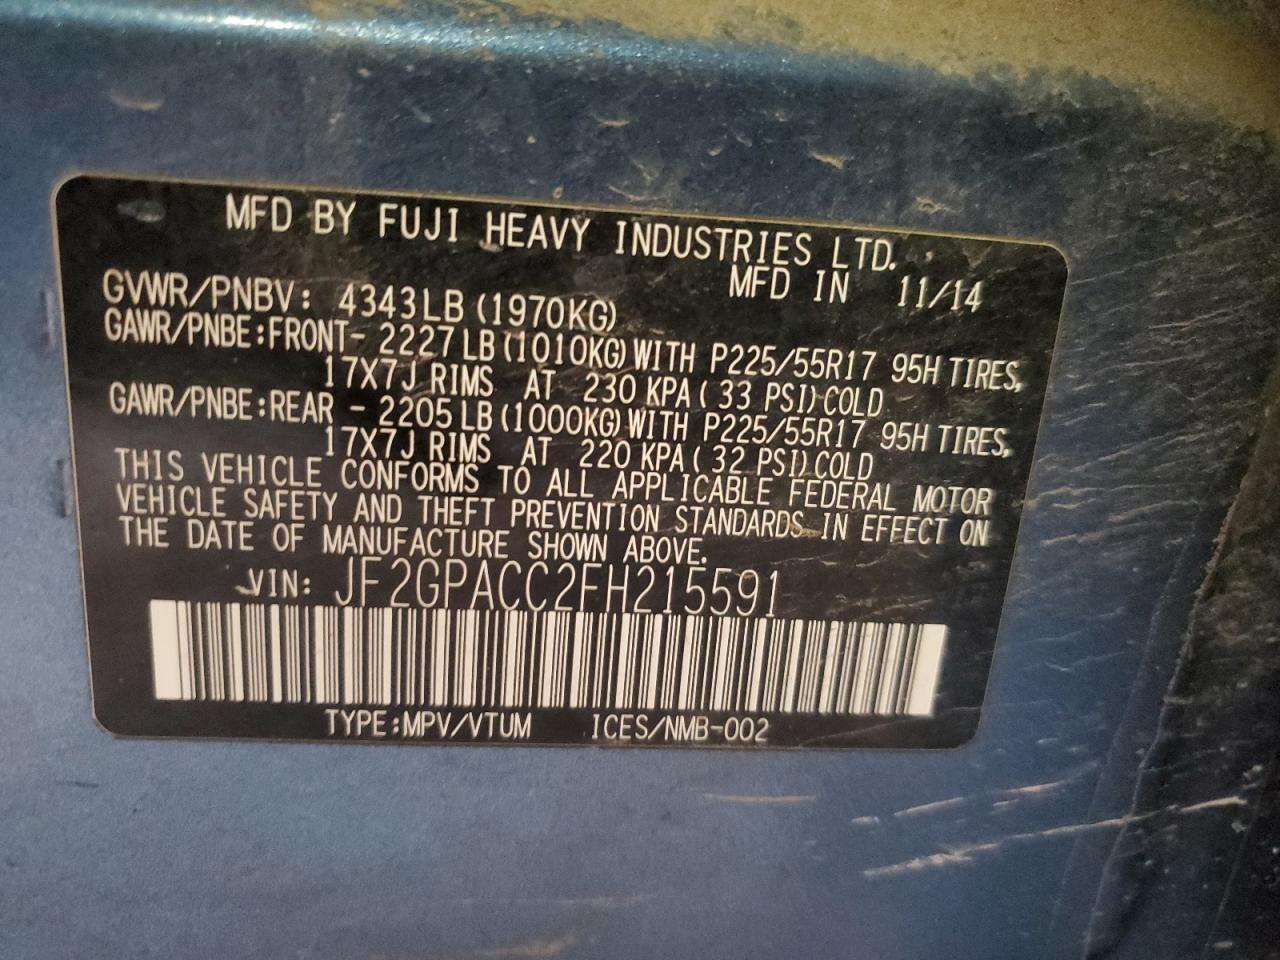 MFD BY FUJI HEAVY INDUSTRIES LTD.
MFD IN 11/14
GVWR/PNBV: 4343LB (1970KG)
GAWR/PNBE:FRONT- 2227 LB (1010KG) WITH P225/55R17 95H TIRES,
17X7J RIMS AT 230 KPA ( 33 PSI) COLD
GAWR/PNBE:REAR - 2205 LB (1000KG) WITH P225/55R17 95H TIRES,
17X7J RIMS AT 220 KPA ( 32 PSI) COLD
THIS VEHICLE CONFORMS TO ALL APPLICABLE FEDERAL MOTOR
VEHICLE SAFETY AND THEFT PREVENTION STANDARDS IN EFFECT ON
THE DATE OF MANUFACTURE SHOWN ABOVE.
VIN: JF2GPACC2FH215591
TYPE:MPV/VTUM ICES/NMB-002